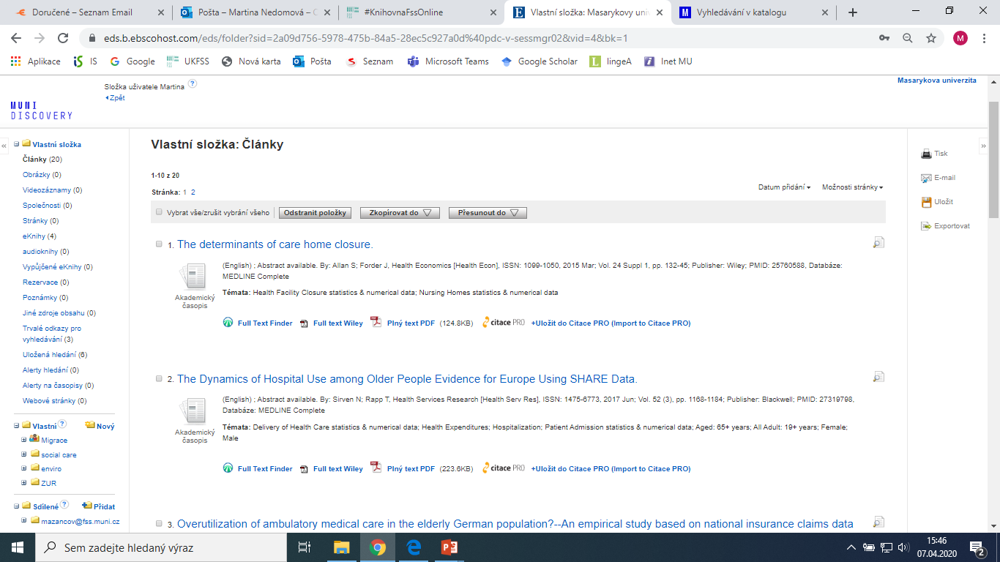 Doručené – Seznam Email
Pošta – Martina Nedomová – O
#KnihovnaFssOnline
Vlastní složka: Masarykovy univ
Vyhledávání v katalogu
eds.b.ebscohost.com/eds/folder?sid=2a09d756-5978-475b-84a5-28ec5c927a0d%40pdc-v-sessmgr02&vid=4&bk=1
M
Aplikace
IS
Google
UKFSS
Nová karta
Pošta
Seznam
Microsoft Teams
Google Scholar
lingeA
Inet MU
Masarykova univerzita
Složka uživatele Martina
Zpět
MUNI
DISCOVERY
Vlastní složka
Články (20)
Obrázky (0)
Videozáznamy (0)
Společnosti (0)
Stránky (0)
eKnihy (4)
audioknihy (0)
Vypůjčené eKnihy (0)
Rezervace (0)
Poznámky (0)
Jiné zdroje obsahu (0)
Trvalé odkazy pro
vyhledávání (3)
Uložená hledání (6)
Alerty hledání (0)
Alerty na časopisy (0)
Webové stránky (0)
Vlastní
Nový
Migrace
social care
enviro
ZUR
Sdílené
Přidat
mazancov@fss.muni.cz
Vlastní složka: Články
1-10 z 20
Stránka: 1 2
Datum přidání
Možnosti stránky
Vybrat vše/zrušit vybrání všeho
Odstranit položky
Zkopírovat do
Přesunout do
1. The determinants of care home closure.
Akademický
časopis
(English) ; Abstract available. By: Allan S; Forder J, Health Economics [Health Econ], ISSN: 1099-1050, 2015 Mar; Vol. 24 Suppl 1, pp. 132-45; Publisher: Wiley; PMID: 25760588, Databáze:
MEDLINE Complete
Témata: Health Facility Closure statistics & numerical data; Nursing Homes statistics & numerical data
Full Text Finder
Full text Wiley
Plný text PDF (124.8KB)
citace PRO
+Uložit do Citace PRO (Import to Citace PRO)
2. The Dynamics of Hospital Use among Older People Evidence for Europe Using SHARE Data.
Akademický
časopis
(English) ; Abstract available. By: Sirven N; Rapp T, Health Services Research [Health Serv Res], ISSN: 1475-6773, 2017 Jun; Vol. 52 (3), pp. 1168-1184; Publisher: Blackwell; PMID: 27319798,
Databáze: MEDLINE Complete
Témata: Delivery of Health Care statistics & numerical data; Health Expenditures; Hospitalization; Patient Admission statistics & numerical data; Aged: 65+ years; All Adult: 19+ years; Female;
Male
Full Text Finder
Full text Wiley
Plný text PDF (223.6KB)
citace PRO
+Uložit do Citace PRO (Import to Citace PRO)
3. Overutilization of ambulatory medical care in the elderly German population?--An empirical study based on national insurance claims data
Tisk
E-mail
Uložit
Exportovat
Sem zadejte hledaný výraz
15:46
07.04.2020
2